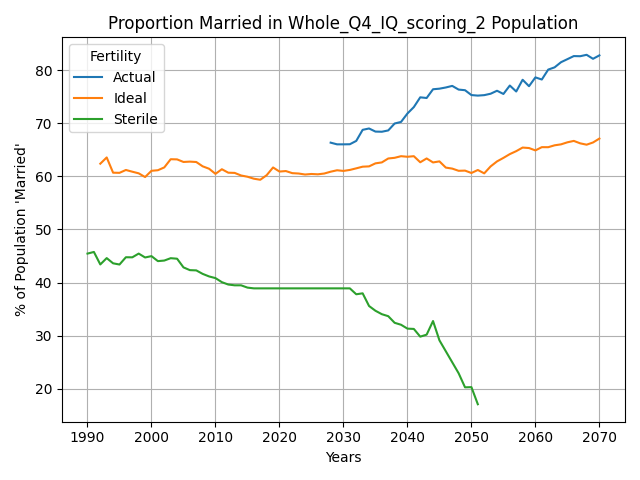 Proportion Married in Whole_Q4_IQ_scoring_2 Population
Fertility
Actual
Ideal
Sterile
% of Population 'Married'
80
70
60
50
40
30
20
1990 2000 2010 2020 2030 2040 2050 2060 2070
Years